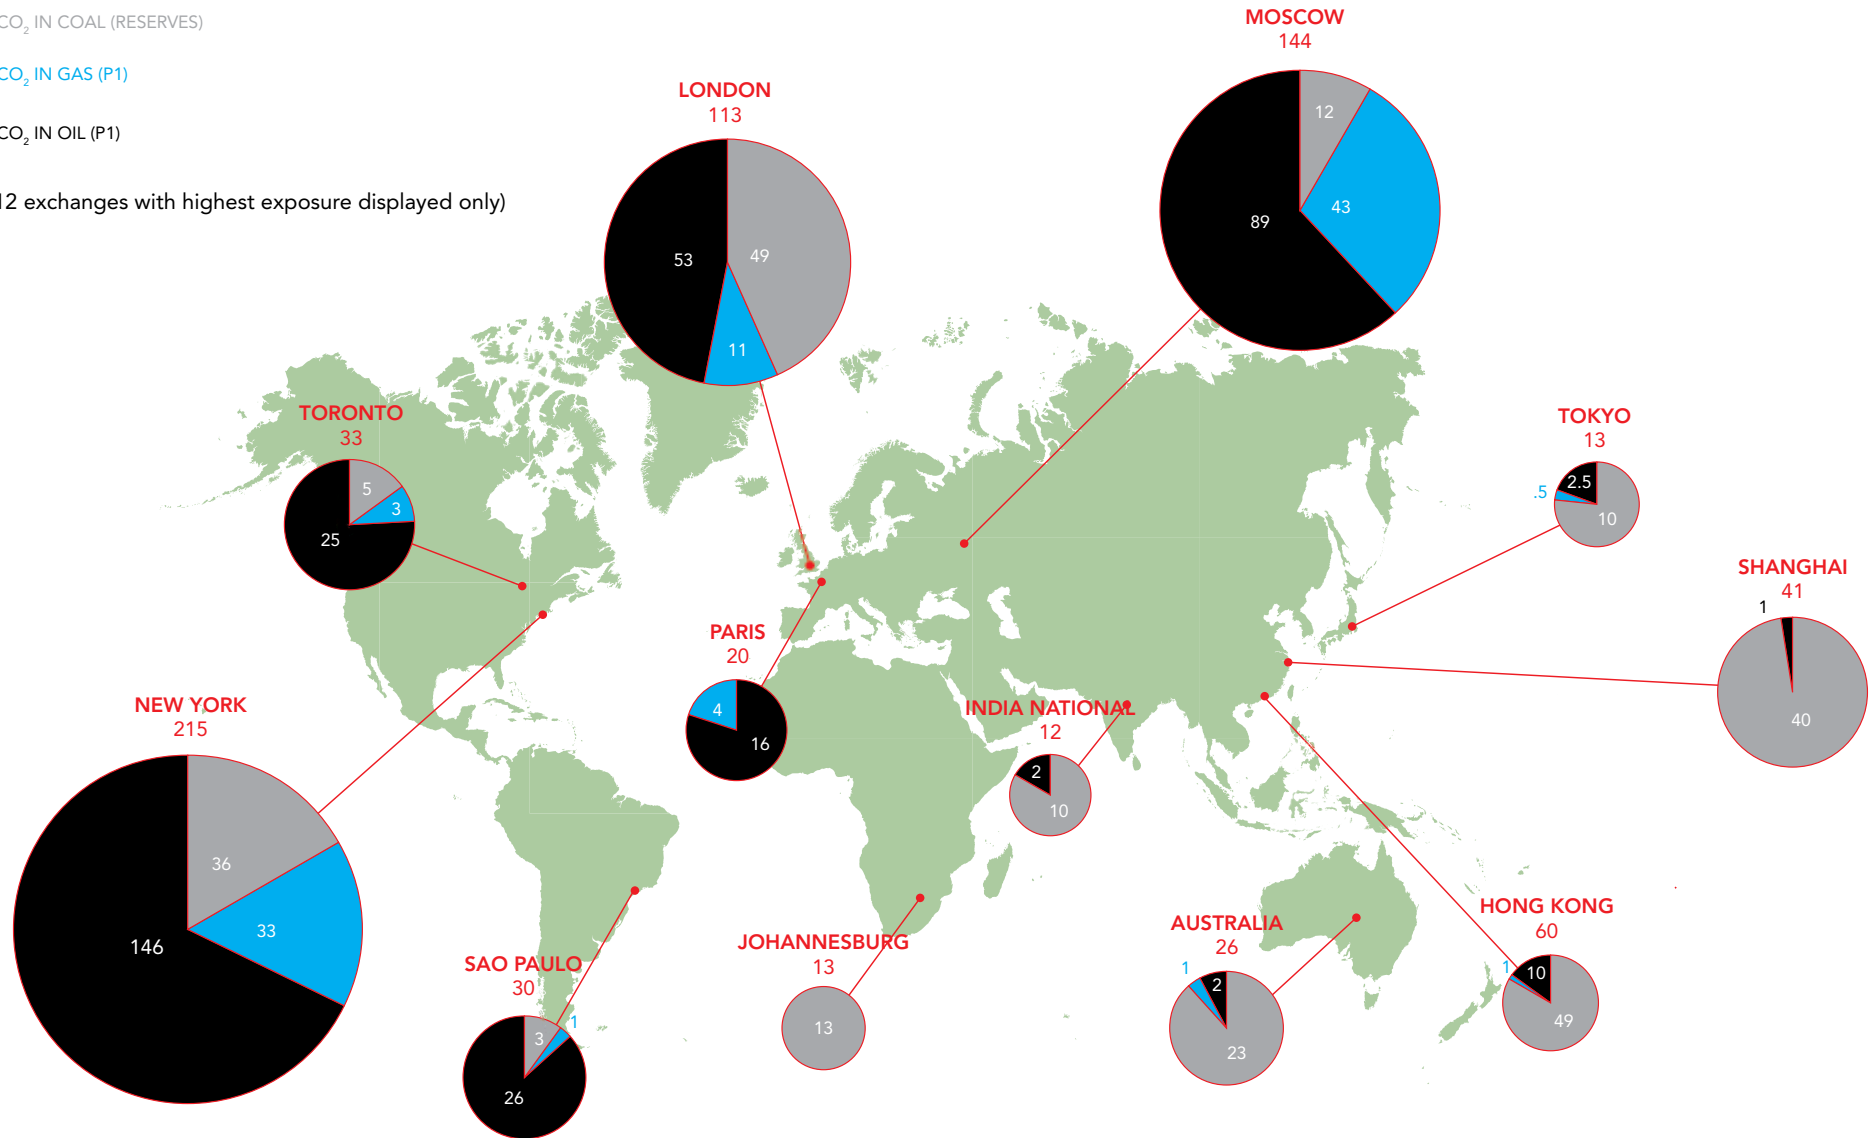 CO2 IN COAL (RESERVES)
CO2 IN GAS (P1)
CO2 IN OIL (P1)
12 exchanges with highest exposure displayed only)
MOSCOW
144
12
43
89
LONDON
113
53
49
11
TORONTO
33
5
3
25
TOKYO
13
.5
2.5
10
SHANGHAI
41
1
40
PARIS
20
4
16
INDIA NATIONAL
12
2
10
NEW YORK
215
36
33
146
SAO PAULO
30
3
1
26
JOHANNESBURG
13
13
AUSTRALIA
26
1
2
23
HONG KONG
60
1
10
49